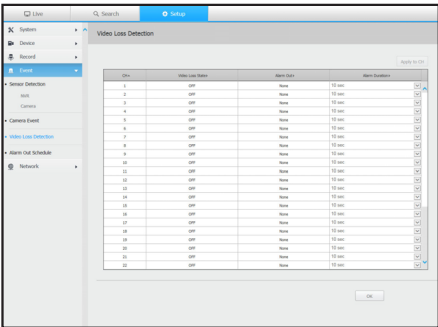 Live
Search
Setup
System
Device
Record
Event
Sensor Detection
NVR
Camera
Camera Event
Video Loss Detection
Alarm Out Schedule
Network
Video Loss Detection
Apply to CH
CH Video Loss State Alarm Out Alarm Duration
1 OFF None 10 sec
2 OFF None 10 sec
3 OFF None 10 sec
4 OFF None 10 sec
5 OFF None 10 sec
6 OFF None 10 sec
7 OFF None 10 sec
8 OFF None 10 sec
9 OFF None 10 sec
10 OFF None 10 sec
11 OFF None 10 sec
12 OFF None 10 sec
13 OFF None 10 sec
14 OFF None 10 sec
15 OFF None 10 sec
16 OFF None 10 sec
17 OFF None 10 sec
18 OFF None 10 sec
19 OFF None 10 sec
20 OFF None 10 sec
21 OFF None 10 sec
22 OFF None 10 sec
OK